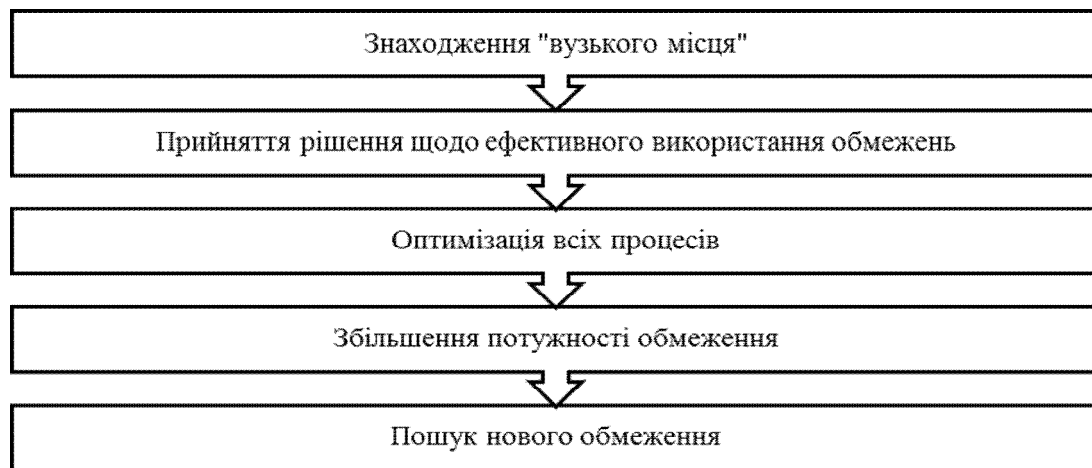 Знаходження "вузького місця"
Прийняття рішення щодо ефективного використання обмежень
Оптимізація всіх процесів
Збільшення потужності обмеження
Пошук нового обмеження